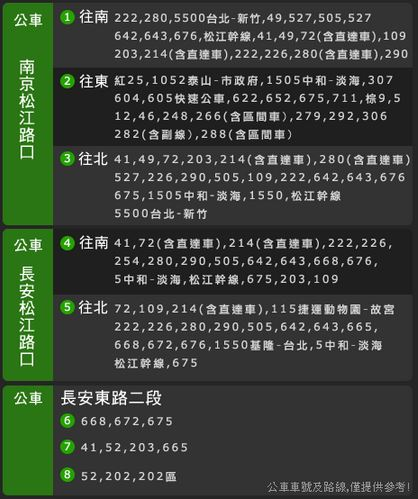 公車
南京松江路口
1 往南 222,280,5500台北-新竹,49,527,505,527
642,643,676,松江幹線,41,49,72(含直達車),109
203,214(含直達車),222,226,280(含直達車),290
2 往東 紅25,1052泰山-市政府,1505中和-淡海,307
604,605快速公車,622,652,675,711,棕9,5
12,46,248,266(含區間車),279,292,306
282(含副線),288(含區間車)
3 往北 41,49,72,203,214(含直達車),280(含直達車)
527,226,290,505,109,222,642,643,676
675,1505中和-淡海,1550,松江幹線
5500台北-新竹
公車
長安松江路口
4 往南 41,72(含直達車),214(含直達車),222,226,
254,280,290,505,642,643,668,676,
5中和-淡海,松江幹線,675,203,109
5 往北 72,109,214(含直達車),115捷運動物園-故宮
222,226,280,290,505,642,643,665,
668,672,676,1550基隆-台北,5中和-淡海
松江幹線,675
公車
長安東路二段
6 668,672,675
7 41,52,203,665
8 52,202,202區
公車車號及路線,僅提供參考!